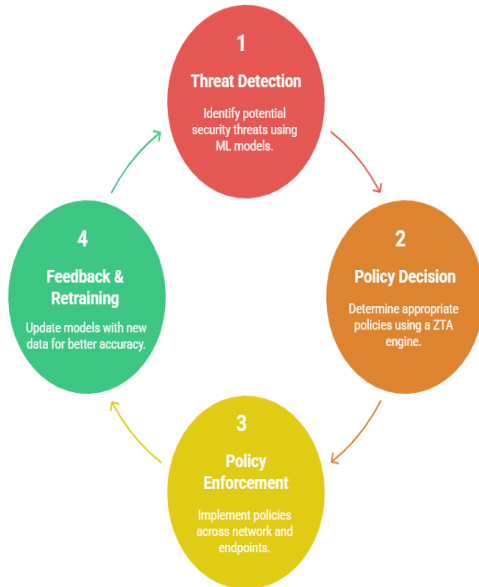 1
Threat Detection
Identify potential
security threats using
ML models.
2
Policy Decision
Determine appropriate
policies using a ZTA
engine.
3
Policy
Enforcement
Implement policies
across network and
endpoints.
4
Feedback &
Retraining
Update models with new
data for better accuracy.